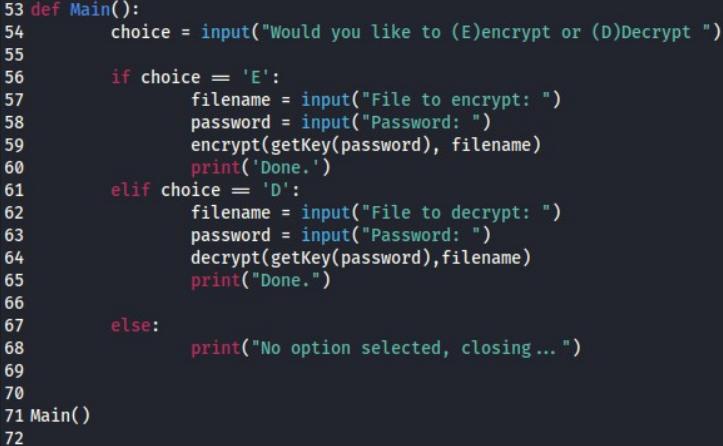 53 def Main():
54         choice = input("Would you like to (E)encrypt or (D)Decrypt ")
55
56         if choice == 'E':
57                 filename = input("File to encrypt: ")
58                 password = input("Password: ")
59                 encrypt(getKey(password), filename)
60                 print('Done.')
61         elif choice == 'D':
62                 filename = input("File to decrypt: ")
63                 password = input("Password: ")
64                 decrypt(getKey(password),filename)
65                 print("Done.")
66
67         else:
68                 print("No option selected, closing...")
69
70
71 Main()
72